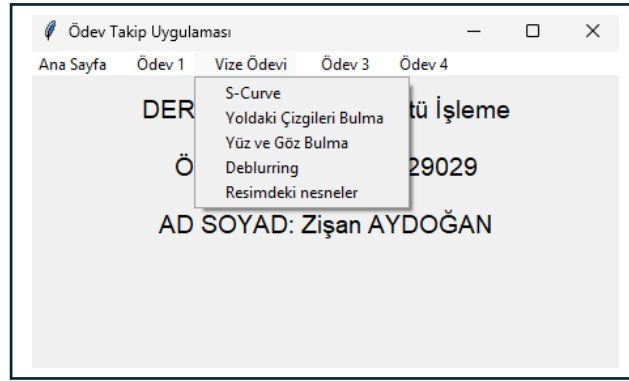 Ödev Takip Uygulaması
Ana Sayfa Ödev 1 Vize Ödevi Ödev 3 Ödev 4
S-Curve
Yoldaki Çizgileri Bulma
Yüz ve Göz Bulma
Deblurring
Resimdeki nesneler
DER tü İşleme
Ö 29029
AD SOYAD: Zişan AYDOĞAN